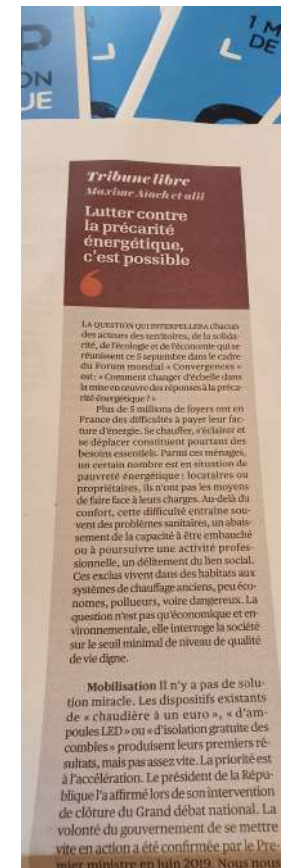 P
1 M
DE
ON
UE
Tribune libre
Maxime Aiach et alii
Lutter contre
la précarité
énergétique,
c'est possible
LA QUESTION QUI INTERPELLERA chacun
des acteurs des territoires, de la solida-
rité, de l'écologie et de l'économie qui se
réunissent ce 5 septembre dans le cadre
du Forum mondial « Convergences »
est : « Comment changer d'échelle dans
la mise en œuvre des réponses à la préca-
rité énergétique ? »
Plus de 5 millions de foyers ont en
France des difficultés à payer leur fac-
ture d'énergie. Se chauffer, s'éclairer et
se déplacer constituent pourtant des
besoins essentiels. Parmi ces ménages,
un certain nombre est en situation de
pauvreté énergétique : locataires ou
propriétaires, ils n'ont pas les moyens
de faire face à leurs charges. Au-delà du
confort, cette difficulté entraîne sou-
vent des problèmes sanitaires, un abais-
sement de la capacité à être embauché
ou à poursuivre une activité profes-
sionnelle, un délitement du lien social.
Ces exclus vivent dans des habitats aux
systèmes de chauffage anciens, peu éco-
nomes, pollueurs, voire dangereux. La
question n'est pas qu'économique et en-
vironnementale, elle interroge la société
sur le seuil minimal de niveau de qualité
de vie digne.
Mobilisation Il n'y a pas de solu-
tion miracle. Les dispositifs existants
de « chaudière à un euro », « d'am-
poules LED » ou « d'isolation gratuite des
combles » produisent leurs premiers ré-
sultats, mais pas assez vite. La priorité est
à l'accélération. Le président de la Répu-
blique l'a affirmé lors de son intervention
de clôture du Grand débat national. La
volonté du gouvernement de se mettre
vite en action a été confirmée par le Pre-
mier ministre en juin 2019. Nous nous